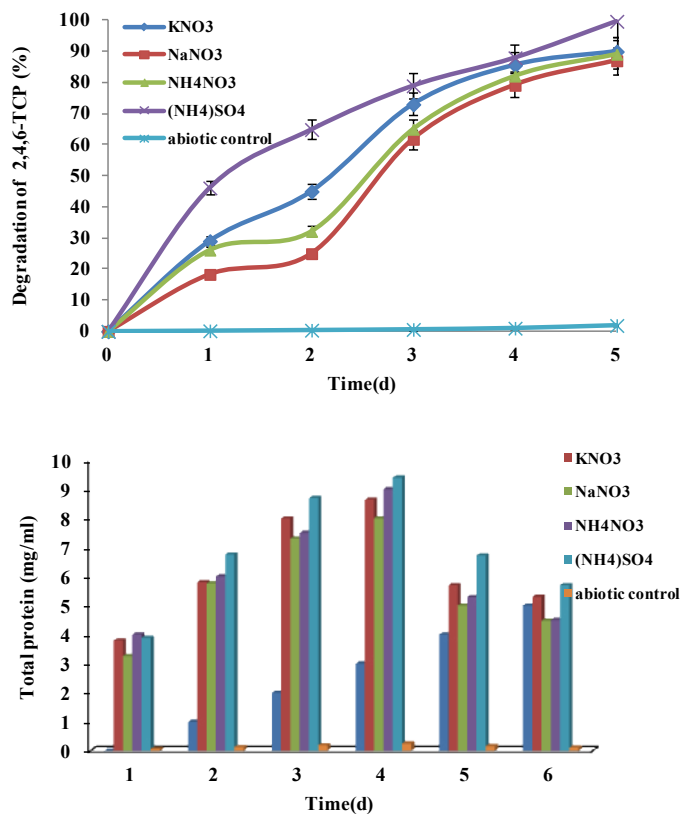 Degradation of 2,4,6-TCP (%)
100
90
80
70
60
50
40
30
20
10
0
KNO3
NaNO3
NH4NO3
(NH4)SO4
abiotic control
0 1 2 3 4 5
Time(d)
Total protein (mg/ml)
10
9
8
7
6
5
4
3
2
1
0
KNO3
NaNO3
NH4NO3
(NH4)SO4
abiotic control
1 2 3 4 5 6
Time(d)